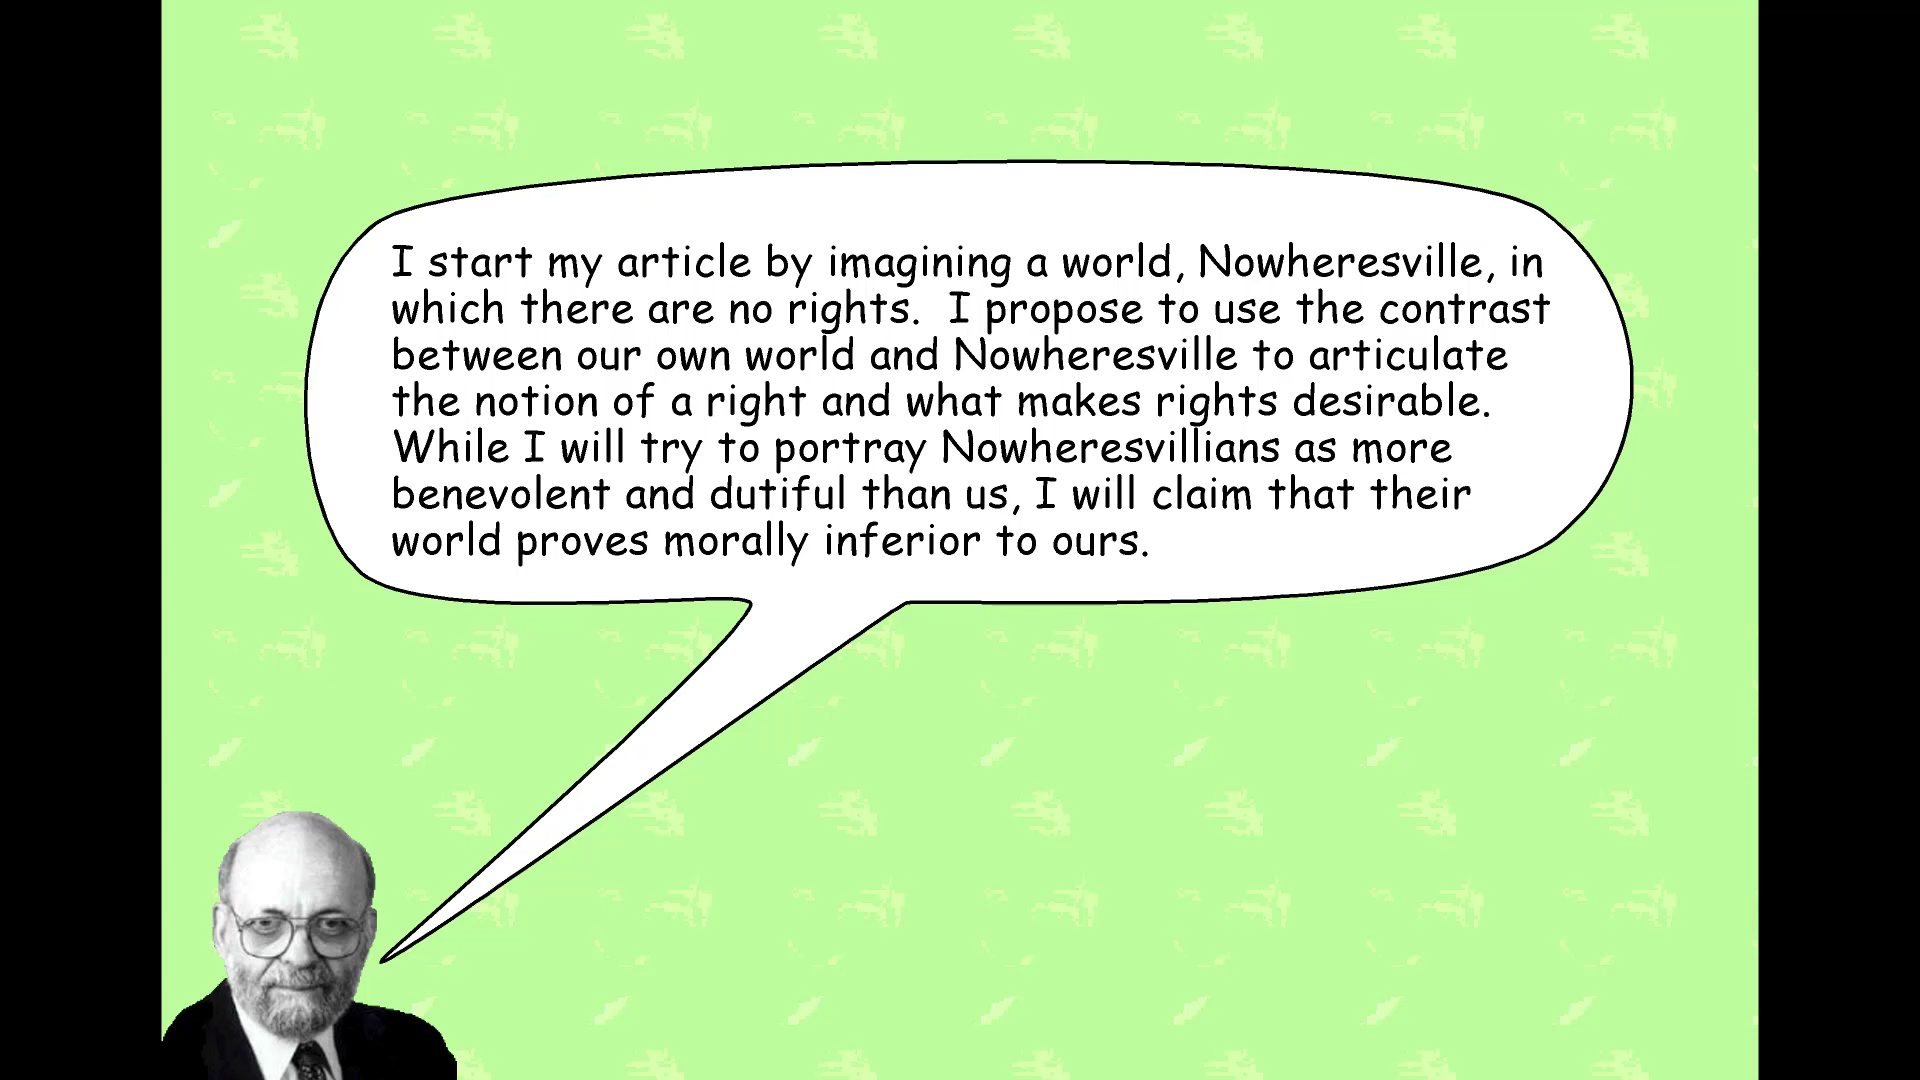 I start my article by imagining a world, Nowheresville, in
which there are no rights.  I propose to use the contrast
between our own world and Nowheresville to articulate
the notion of a right and what makes rights desirable.
While I will try to portray Nowheresvillians as more
benevolent and dutiful than us, I will claim that their
world proves morally inferior to ours.